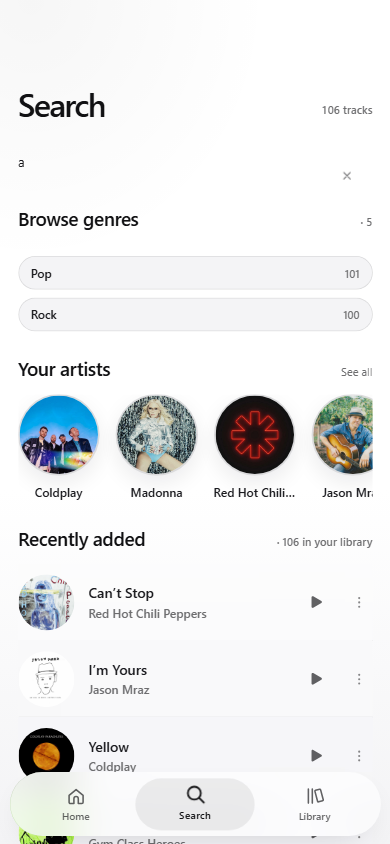 Search
106 tracks
a
×
Browse genres
· 5
Pop
101
Rock
100
Your artists
See all
Coldplay
Madonna
Red Hot Chili...
Jason Mra
Recently added
· 106 in your library
Can't Stop
Red Hot Chili Peppers
I'm Yours
Jason Mraz
Yellow
Coldplay
Gym Class Heroes
Home
Search
Library